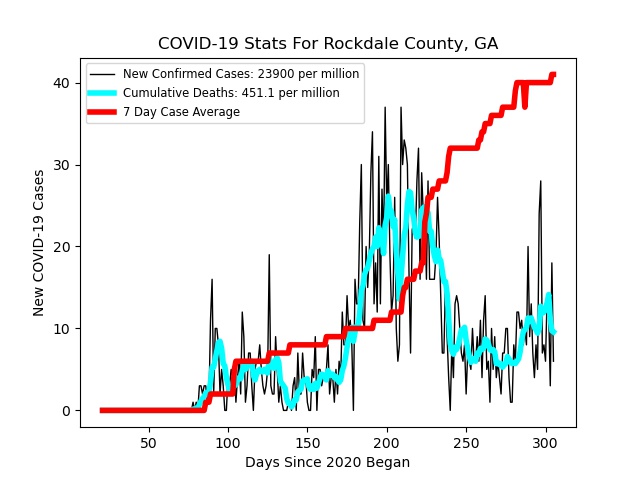 COVID-19 Stats For Rockdale County, GA
New Confirmed Cases: 23900 per million
Cumulative Deaths: 451.1 per million
7 Day Case Average
New COVID-19 Cases
40
30
20
10
0
50 100 150 200 250 300
Days Since 2020 Began